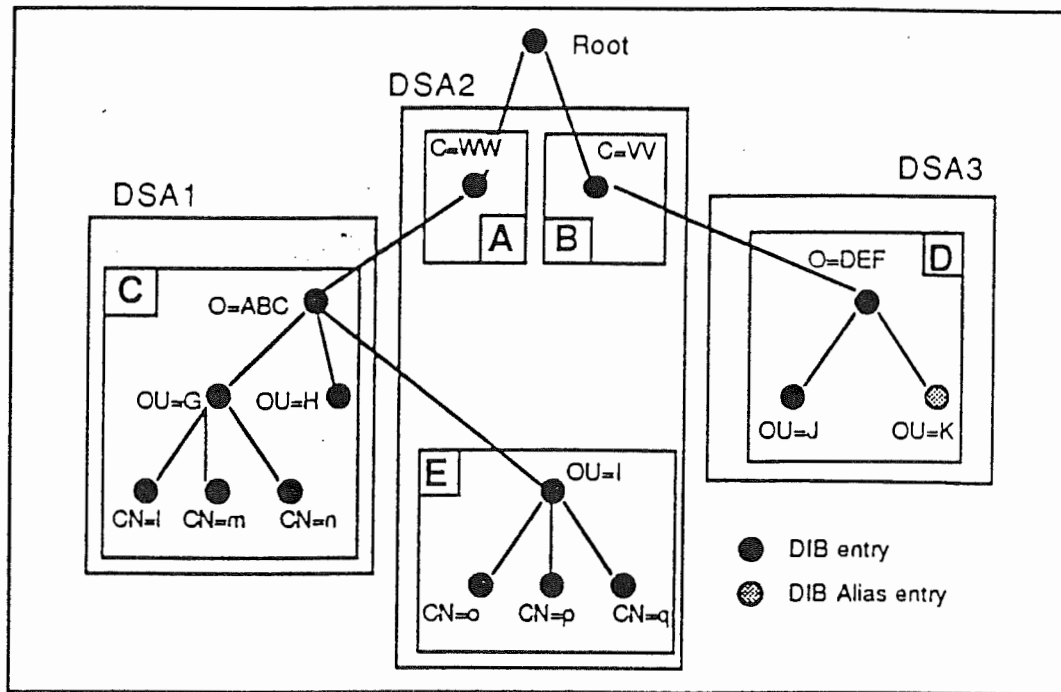 Root
DSA2
C=WW
C=VV
DSA3
DSA1
A
B
O=DEF
D
C
O=ABC
OU=G
OU=H
OU=J
OU=K
E
OU=I
CN=l
CN=m
CN=n
DIB entry
CN=o
CN=p
CN=q
DIB Alias entry